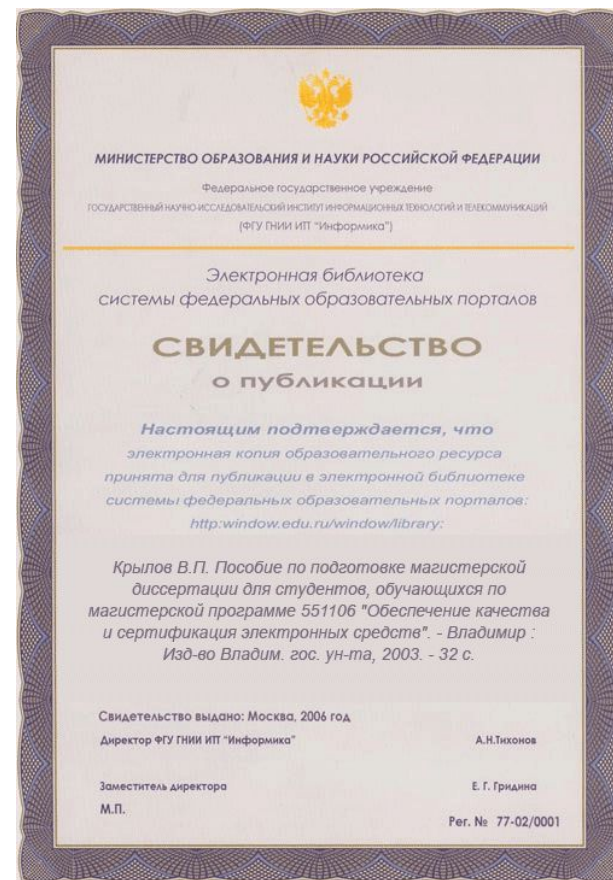 МИНИСТЕРСТВО ОБРАЗОВАНИЯ И НАУКИ РОССИЙСКОЙ ФЕДЕРАЦИИ
Федеральное государственное учреждение
ГОСУДАРСТВЕННЫЙ НАУЧНО-ИССЛЕДОВАТЕЛЬСКИЙ ИНСТИТУТ ИНФОРМАЦИОННЫХ ТЕХНОЛОГИЙ И ТЕЛЕКОММУНИКАЦИЙ
(ФГУ ГНИИ ИТТ "Информика")
Электронная библиотека
системы федеральных образовательных порталов
СВИДЕТЕЛЬСТВО
о публикации
Настоящим подтверждается, что
электронная копия образовательного ресурса
принята для публикации в электронной библиотеке
системы федеральных образовательных порталов:
http:window.edu.ru/window/library:
Крылов В.П. Пособие по подготовке магистерской
диссертации для студентов, обучающихся по
магистерской программе 551106 "Обеспечение качества
и сертификация электронных средств". - Владимир :
Изд-во Владим. гос. ун-та, 2003. - 32 с.
Свидетельство выдано: Москва, 2006 год
Директор ФГУ ГНИИ ИТТ "Информика" А.Н.Тихонов
Заместитель директора Е. Г. Гридина
М.П.
Рег. № 77-02/0001